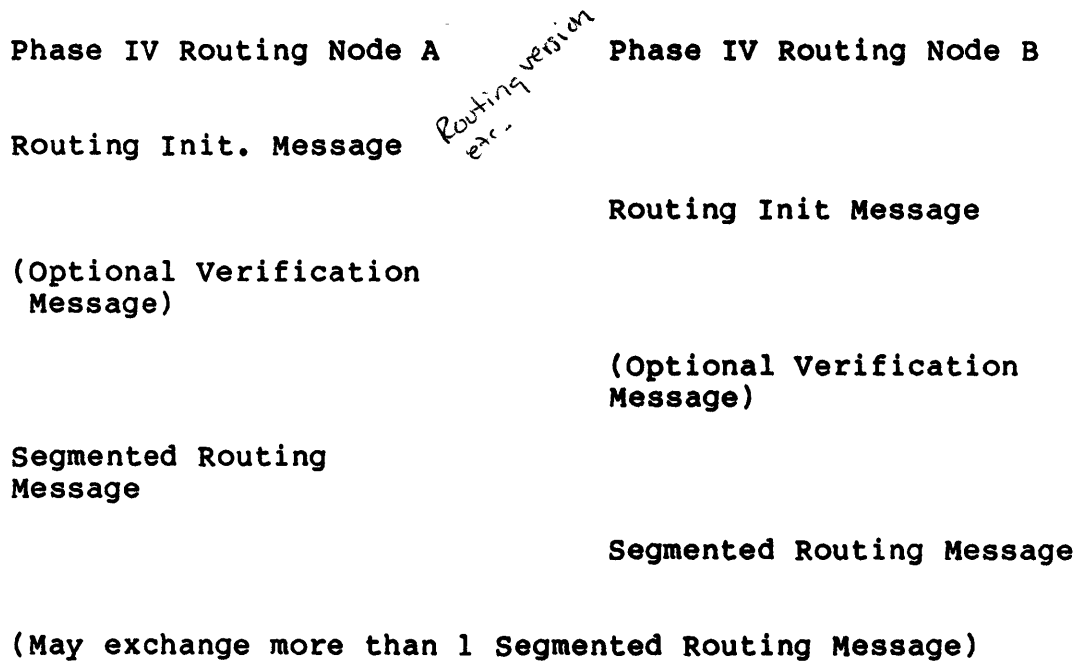 Phase IV Routing Node A
Phase IV Routing Node B
Routing version
etc.
Routing Init. Message
Routing Init Message
(Optional Verification
Message)
(Optional Verification
Message)
Segmented Routing
Message
Segmented Routing Message
(May exchange more than 1 Segmented Routing Message)